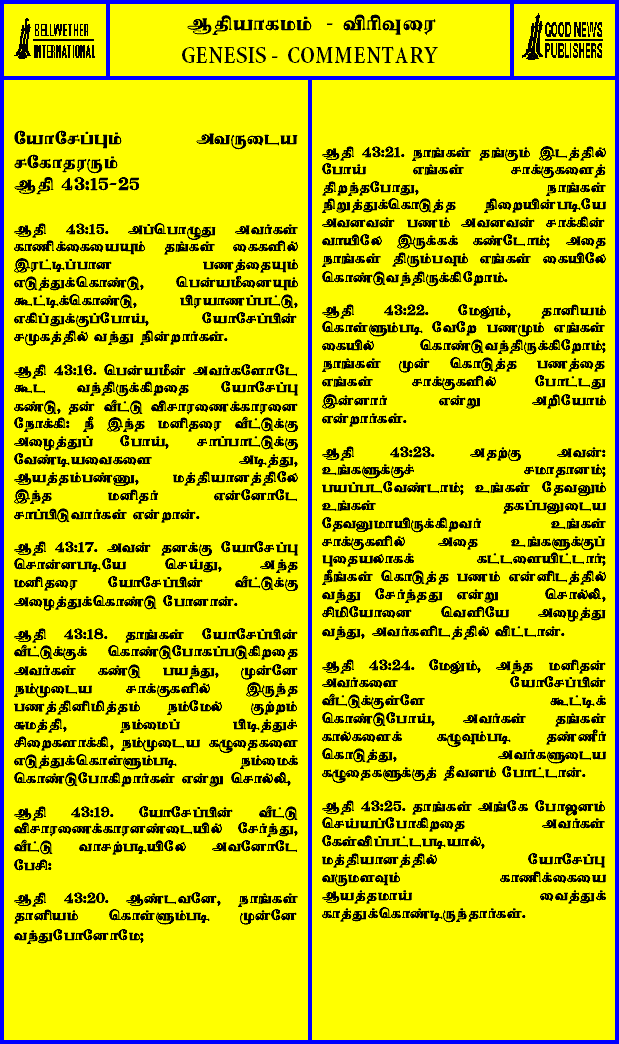 BELLWETHER
INTERNATIONAL
ஆதியாகமம் - விரிவுரை
GENESIS - COMMENTARY
GOOD NEWS
PUBLISHERS
யோசேப்பும் அவருடைய
சகோதரரும்
ஆதி 43:15-25
ஆதி 43:15. அப்பொழுது அவர்கள்
காணிக்கையையும் தங்கள் கைகளில்
இரட்டிப்பான பணத்தையும்
எடுத்துக்கொண்டு, பென்யமீனையும்
கூட்டிக்கொண்டு, பிரயாணப்பட்டு,
எகிப்துக்குப்போய், யோசேப்பின்
சமுகத்தில் வந்து நின்றார்கள்.
ஆதி 43:16. பென்யமீன் அவர்களோடே
கூட வந்திருக்கிறதை யோசேப்பு
கண்டு, தன் வீட்டு விசாரணைக்காரனை
நோக்கி: நீ இந்த மனிதரை வீட்டுக்கு
அழைத்துப் போய், சாப்பாட்டுக்கு
வேண்டியவைகளை அடித்து,
ஆயத்தம்பண்ணு, மத்தியானத்திலே
இந்த மனிதர் என்னோடே
சாப்பிடுவார்கள் என்றான்.
ஆதி 43:17. அவன் தனக்கு யோசேப்பு
சொன்னபடியே செய்து, அந்த
மனிதரை யோசேப்பின் வீட்டுக்கு
அழைத்துக்கொண்டு போனான்.
ஆதி 43:18. தாங்கள் யோசேப்பின்
வீட்டுக்குக் கொண்டுபோகப்படுகிறதை
அவர்கள் கண்டு பயந்து, முன்னே
நம்முடைய சாக்குகளில் இருந்த
பணத்தினிமித்தம் நம்மேல் குற்றம்
சுமத்தி, நம்மைப் பிடித்துச்
சிறைகளாக்கி, நம்முடைய கழுதைகளை
எடுத்துக்கொள்ளும்படி நம்மைக்
கொண்டுபோகிறார்கள் என்று சொல்லி,
ஆதி 43:19. யோசேப்பின் வீட்டு
விசாரணைக்காரனண்டையில் சேர்ந்து,
வீட்டு வாசற்படியிலே அவனோடே
பேசி:
ஆதி 43:20. ஆண்டவனே, நாங்கள்
தானியம் கொள்ளும்படி முன்னே
வந்துபோனோமே;
ஆதி 43:21. நாங்கள் தங்கும் இடத்தில்
போய் எங்கள் சாக்குகளைத்
திறந்தபோது, நாங்கள்
நிறுத்துக்கொடுத்த நிறையின்படியே
அவனவன் பணம் அவனவன் சாக்கின்
வாயிலே இருக்கக் கண்டோம்; அதை
நாங்கள் திரும்பவும் எங்கள் கையிலே
கொண்டுவந்திருக்கிறோம்.
ஆதி 43:22. மேலும், தானியம்
கொள்ளும்படி வேறே பணமும் எங்கள்
கையில் கொண்டுவந்திருக்கிறோம்;
நாங்கள் முன் கொடுத்த பணத்தை
எங்கள் சாக்குகளில் போட்டது
இன்னார் என்று அறியோம்
என்றார்கள்.
ஆதி 43:23. அதற்கு அவன்:
உங்களுக்குச் சமாதானம்;
பயப்படவேண்டாம்; உங்கள் தேவனும்
உங்கள் தகப்பனுடைய
தேவனுமாயிருக்கிறவர் உங்கள்
சாக்குகளில் அதை உங்களுக்குப்
புதையலாகக் கட்டளையிட்டார்;
நீங்கள் கொடுத்த பணம் என்னிடத்தில்
வந்து சேர்ந்தது என்று சொல்லி,
சிமியோனை வெளியே அழைத்து
வந்து, அவர்களிடத்தில் விட்டான்.
ஆதி 43:24. மேலும், அந்த மனிதன்
அவர்களை யோசேப்பின்
வீட்டுக்குள்ளே கூட்டிக்
கொண்டுபோய், அவர்கள் தங்கள்
கால்களைக் கழுவும்படி தண்ணீர்
கொடுத்து, அவர்களுடைய
கழுதைகளுக்குத் தீவனம் போட்டான்.
ஆதி 43:25. தாங்கள் அங்கே போஜனம்
செய்யப்போகிறதை அவர்கள்
கேள்விப்பட்டபடியால்,
மத்தியானத்தில் யோசேப்பு
வருமளவும் காணிக்கையை
ஆயத்தமாய் வைத்துக்
காத்துக்கொண்டிருந்தார்கள்.